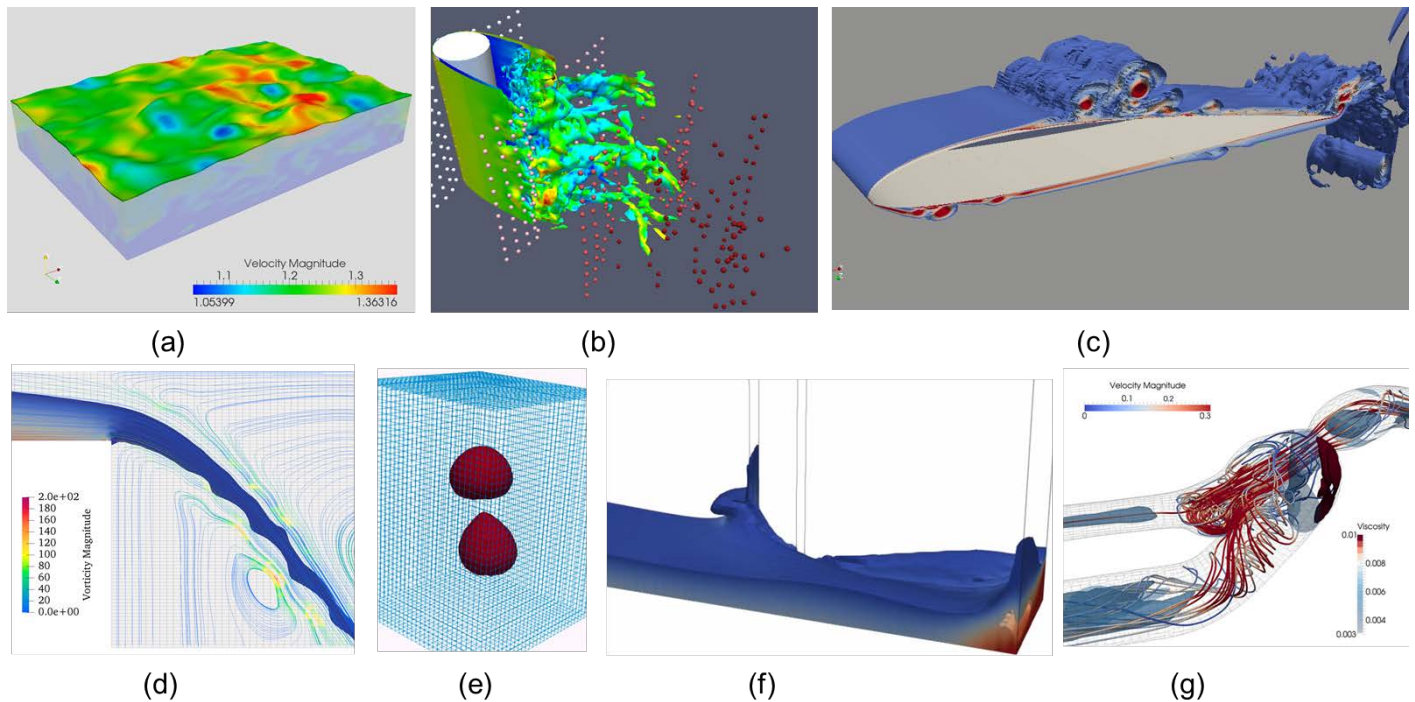 Velocity Magnitude
1.1 1.2 1.3
1.05399 1.36316
(a)
(b)
(c)
2.0e+02
180
160
140
120
100
80
60
40
20
0.0e+00
Vorticity Magnitude
(d)
(e)
(f)
Velocity Magnitude
0 0.1 0.2 0.3
Viscosity
0.01
0.008
0.006
0.004
0.003
(g)